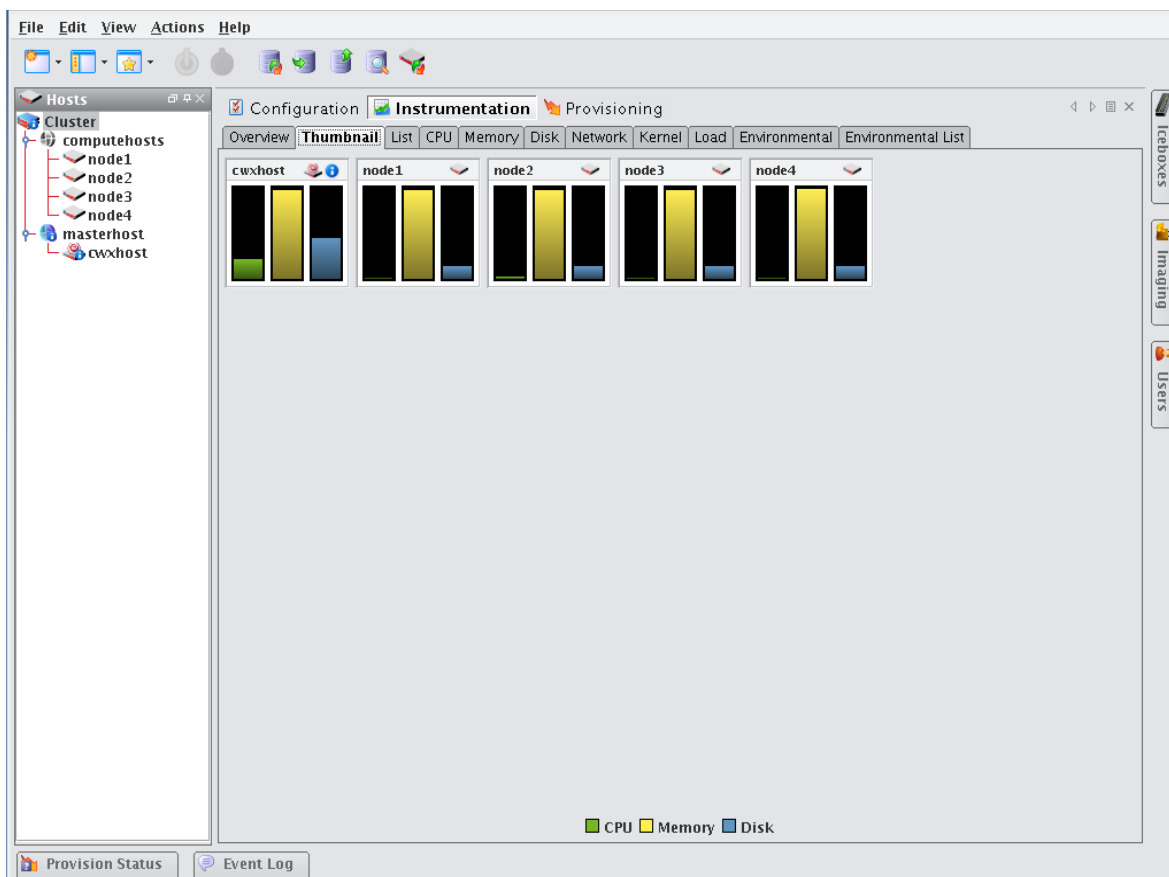 File Edit View Actions Help
Hosts
Cluster
computehosts
node1
node2
node3
node4
masterhost
cwxhost
Configuration Instrumentation Provisioning
Overview Thumbnail List CPU Memory Disk Network Kernel Load Environmental Environmental List
cwxhost node1 node2 node3 node4
CPU Memory Disk
Iceboxes
Imaging
Users
Provision Status Event Log